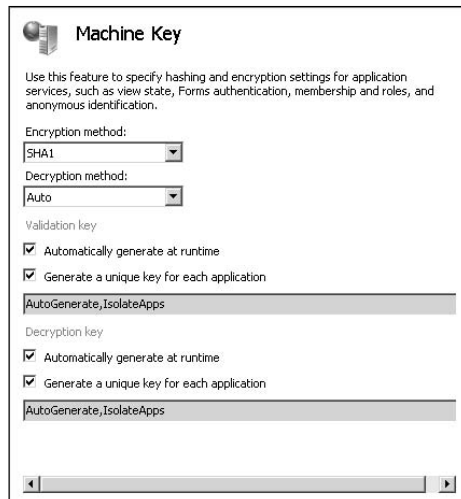 Machine Key
Use this feature to specify hashing and encryption settings for application
services, such as view state, Forms authentication, membership and roles, and
anonymous identification.
Encryption method:
SHA1
Decryption method:
Auto
Validation key
Automatically generate at runtime
Generate a unique key for each application
AutoGenerate,IsolateApps
Decryption key
Automatically generate at runtime
Generate a unique key for each application
AutoGenerate,IsolateApps